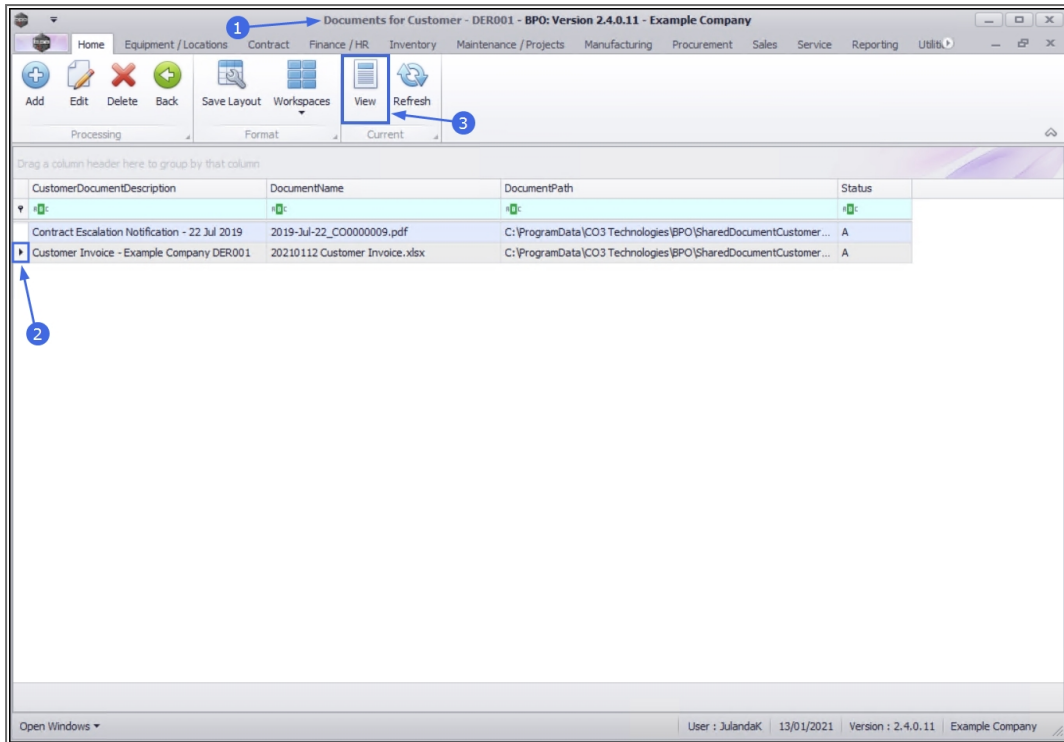 Documents for Customer - DER001 - BPO: Version 2.4.0.11 - Example Company
1
Home Equipment / Locations Contract Finance / HR Inventory Maintenance / Projects Manufacturing Procurement Sales Service Reporting
Add Edit Delete Back Save Layout Workspaces View Refresh
3
Processing Format Current
Drag a column header here to group by that column
CustomerDocumentDescription DocumentName DocumentPath Status
Contract Escalation Notification - 22 Jul 2019 2019-Jul-22_CO0000009.pdf C:\ProgramData\CO3 Technologies\BPO\SharedDocumentCustomer... A
Customer Invoice - Example Company DER001 20210112 Customer Invoice.xlsx C:\ProgramData\CO3 Technologies\BPO\SharedDocumentCustomer... A
2
Open Windows User : JulandaK 13/01/2021 Version : 2.4.0.11 Example Company